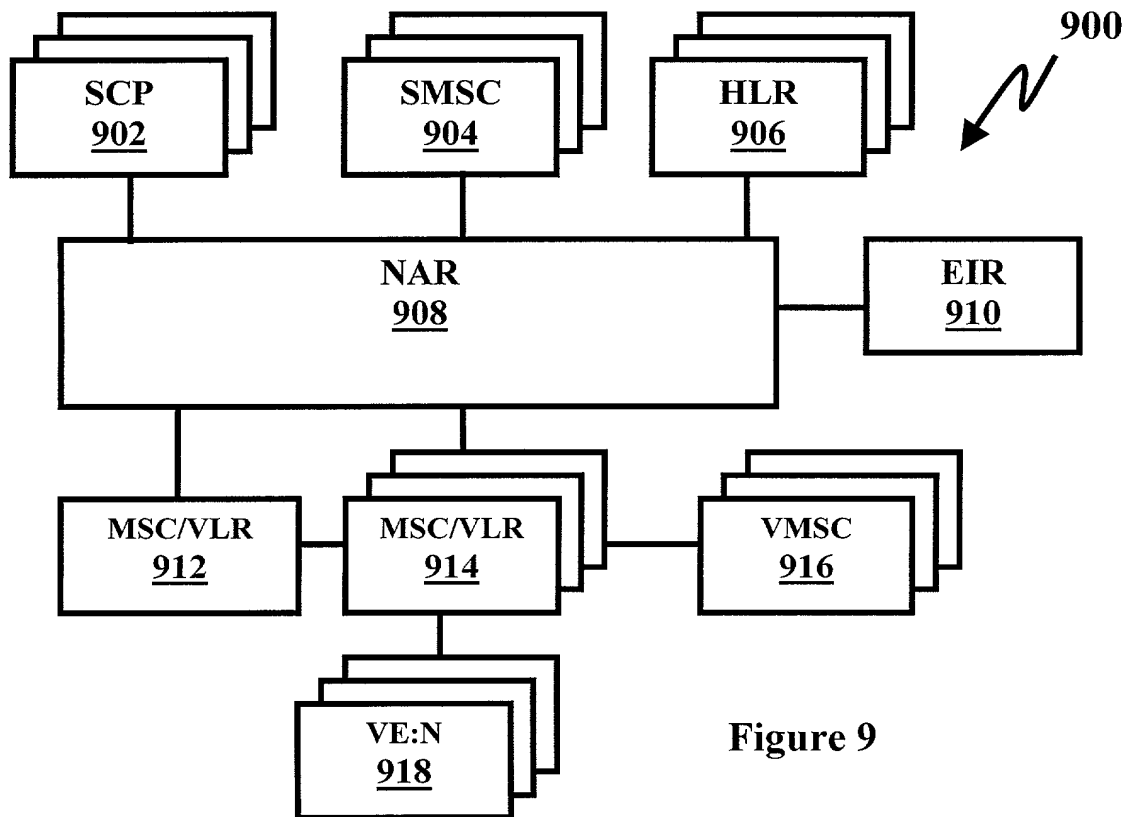 900
SCP
902
SMSC
904
HLR
906
NAR
908
EIR
910
MSC/VLR
912
MSC/VLR
914
VMSC
916
VE:N
918
Figure 9